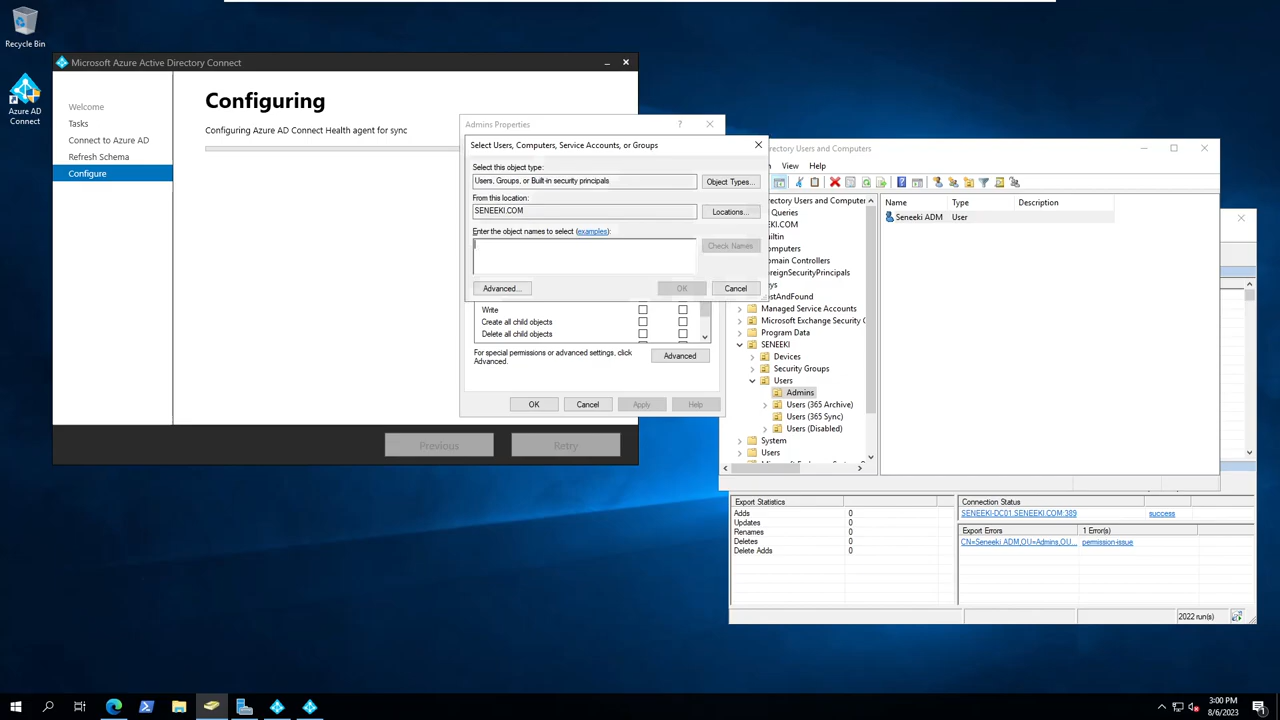 Recycle Bin
Azure AD
Connect
Microsoft Azure Active Directory Connect
Welcome
Tasks
Connect to Azure AD
Refresh Schema
Configure
Configuring
Configuring Azure AD Connect Health agent for sync
Previous
Retry
Admins Properties
?
Select Users, Computers, Service Accounts, or Groups
Select this object type:
Users, Groups, or Built-in security principals
Object Types...
From this location:
SENEEKI.COM
Locations...
Enter the object names to select (examples):
Check Names
Advanced...
OK
Cancel
Write
Create all child objects
Delete all child objects
For special permissions or advanced settings, click
Advanced.
Advanced
OK
Cancel
Apply
Help
rectory Users and Computers
View
Help
rectory Users and Computer
Queries
KI.COM
iltin
mputers
main Controllers
reignSecurityPrincipals
ys
stAndFound
Managed Service Accounts
Microsoft Exchange Security G
Program Data
SENEEKI
Devices
Security Groups
Users
Admins
Users (365 Archive)
Users (365 Sync)
Users (Disabled)
System
Users
Name
Type
Description
Seneeki ADM
User
Export Statistics
Adds
0
Updates
0
Renames
0
Deletes
0
Delete Adds
0
Connection Status
SENEEKI-DC01.SENEEKI.COM:389
success
Export Errors
1 Error(s)
CN=Seneeki ADM,OU=Admins,OU...
permission-issue
2022 run(s)
3:00 PM
8/6/2023